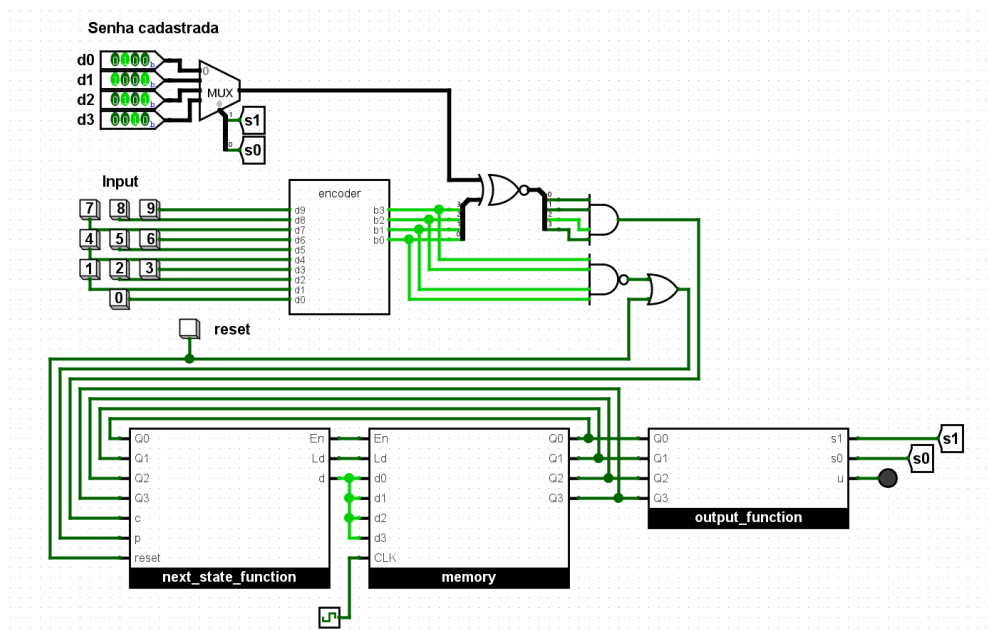 Senha cadastrada
d0 0100
d1 1001
d2 0101
d3 0010
0
MUX
1 s1
0 s0
Input
7 8 9
4 5 6
1 2 3
0
encoder
d9
d8
d7
d6
d5
d4
d3
d2
d1
d0
b3
b2
b1
b0
reset
Q0
Q1
Q2
Q3
c
p
reset
En
Ld
d
next_state_function
En
Ld
d0
d1
d2
d3
CLK
Q0
Q1
Q2
Q3
memory
Q0
Q1
Q2
Q3
s1
s0
u
output_function
s1
s0